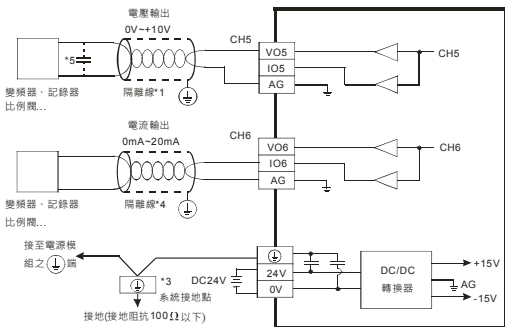 電壓輸出
0V~+10V
CH5
*5
VO5
IO5
AG
CH5
變頻器、記錄器
比例閥...
隔離線*1
電流輸出
0mA~20mA
CH6
VO6
IO6
AG
CH6
變頻器、記錄器
比例閥...
隔離線*4
接至電源模
組之 端
*3
系統接地點
接地(接地阻抗100Ω以下)
DC24V
24V
0V
DC/DC
轉換器
+15V
AG
-15V